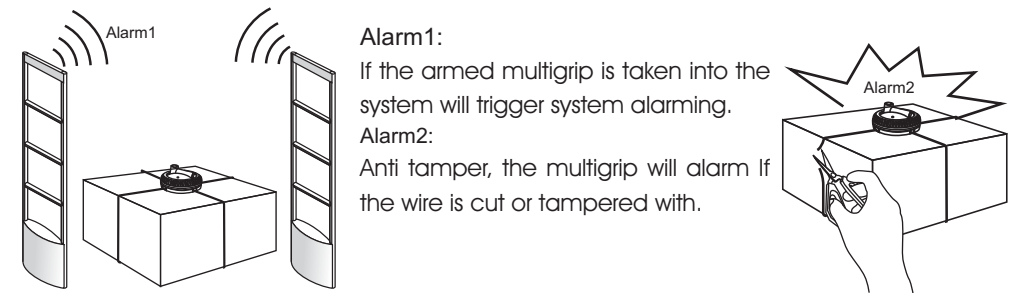 Alarm1
Alarm1:
If the armed multigrip is taken into the
system will trigger system alarming.
Alarm2:
Anti tamper, the multigrip will alarm If
the wire is cut or tampered with.
Alarm2